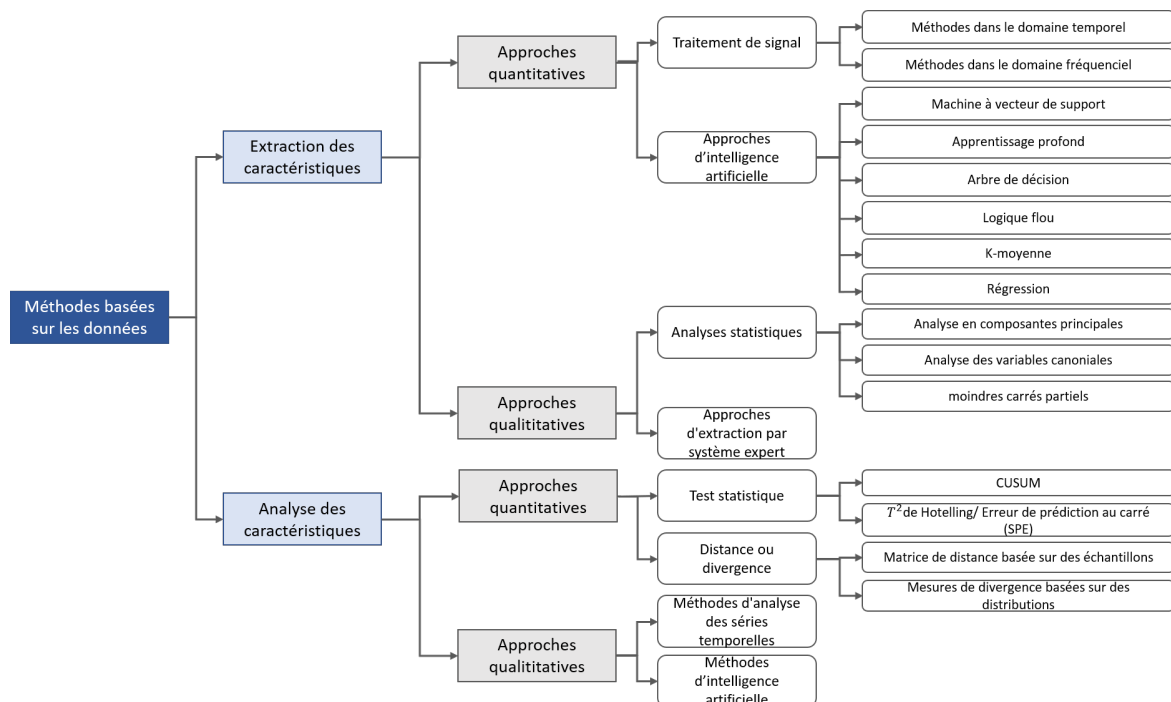 Méthodes basées
sur les données
Extraction des
caractéristiques
Approches
quantitatives
Traitement de signal
Méthodes dans le domaine temporel
Méthodes dans le domaine fréquenciel
Approches
d'intelligence
artificielle
Machine à vecteur de support
Apprentissage profond
Arbre de décision
Logique flou
K-moyenne
Régression
Approches
qualititatives
Analyses statistiques
Analyse en composantes principales
Analyse des variables canoniales
moindres carrés partiels
Approches
d'extraction par
système expert
Analyse des
caractéristiques
Approches
quantitatives
Test statistique
CUSUM
T² de Hotelling/ Erreur de prédiction au carré
(SPE)
Distance ou
divergence
Matrice de distance basée sur des échantillons
Mesures de divergence basées sur des
distributions
Approches
qualititatives
Méthodes d'analyse
des séries
temporelles
Méthodes
d'intelligence
artificielle